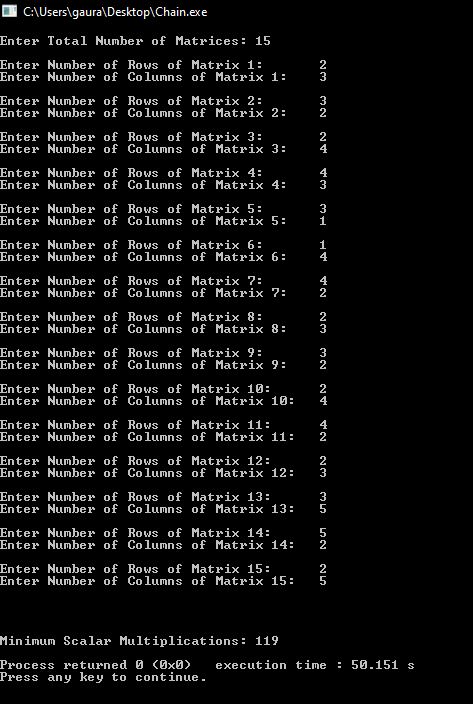 C:\Users\gaura\Desktop\Chain.exe
Enter Total Number of Matrices: 15
Enter Number of Rows of Matrix 1: 2
Enter Number of Columns of Matrix 1: 3
Enter Number of Rows of Matrix 2: 3
Enter Number of Columns of Matrix 2: 2
Enter Number of Rows of Matrix 3: 2
Enter Number of Columns of Matrix 3: 4
Enter Number of Rows of Matrix 4: 4
Enter Number of Columns of Matrix 4: 3
Enter Number of Rows of Matrix 5: 3
Enter Number of Columns of Matrix 5: 1
Enter Number of Rows of Matrix 6: 1
Enter Number of Columns of Matrix 6: 4
Enter Number of Rows of Matrix 7: 4
Enter Number of Columns of Matrix 7: 2
Enter Number of Rows of Matrix 8: 2
Enter Number of Columns of Matrix 8: 3
Enter Number of Rows of Matrix 9: 3
Enter Number of Columns of Matrix 9: 2
Enter Number of Rows of Matrix 10: 2
Enter Number of Columns of Matrix 10: 4
Enter Number of Rows of Matrix 11: 4
Enter Number of Columns of Matrix 11: 2
Enter Number of Rows of Matrix 12: 2
Enter Number of Columns of Matrix 12: 3
Enter Number of Rows of Matrix 13: 3
Enter Number of Columns of Matrix 13: 5
Enter Number of Rows of Matrix 14: 5
Enter Number of Columns of Matrix 14: 2
Enter Number of Rows of Matrix 15: 2
Enter Number of Columns of Matrix 15: 5
Minimum Scalar Multiplications: 119
Process returned 0 (0x0) execution time : 50.151 s
Press any key to continue.